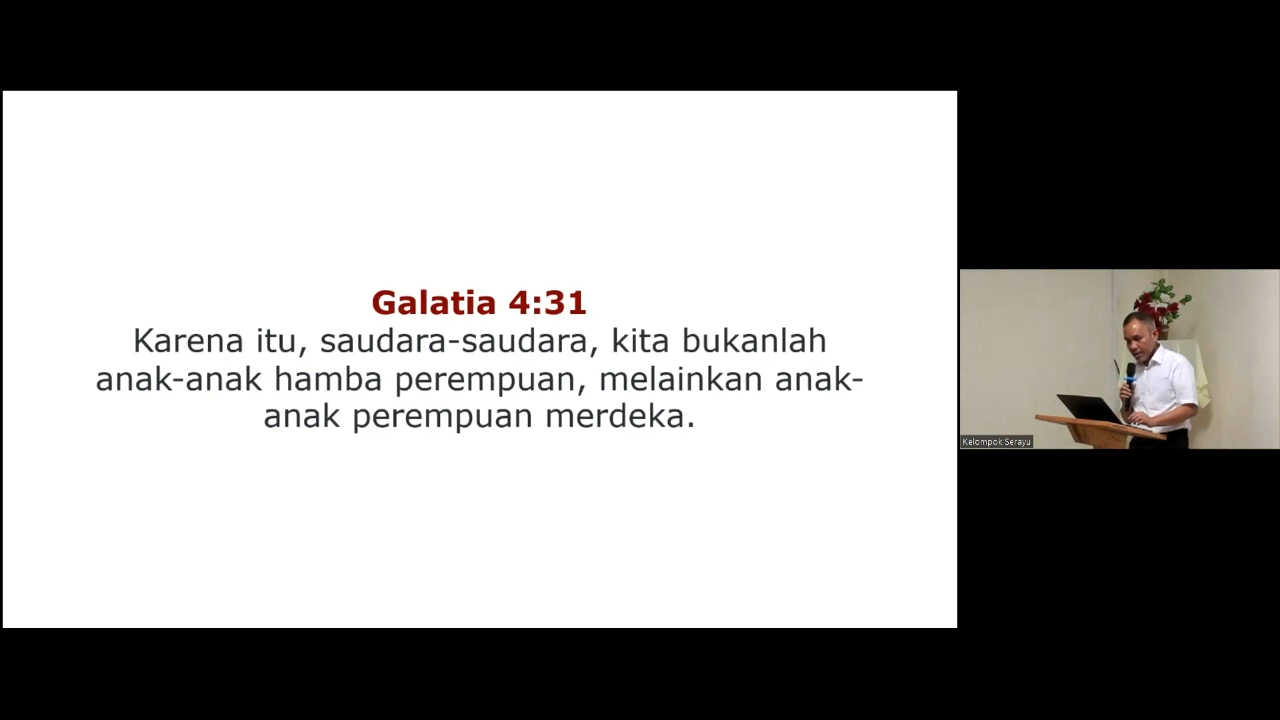 Galatia 4:31
Karena itu, saudara-saudara, kita bukanlah
anak-anak hamba perempuan, melainkan anak-
anak perempuan merdeka.
Kelompok Serayu